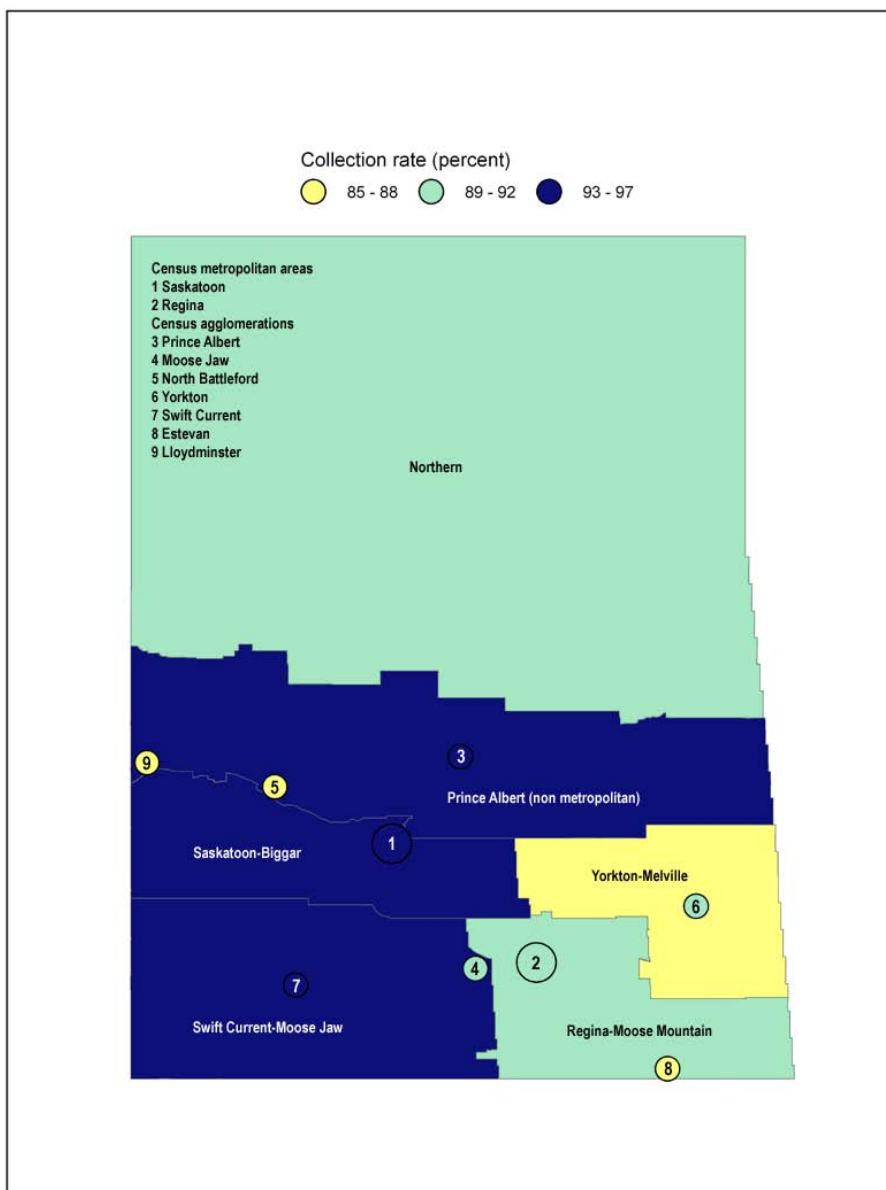 Collection rate (percent)
85 - 88 89 - 92 93 - 97
Census metropolitan areas
1 Saskatoon
2 Regina
Census agglomerations
3 Prince Albert
4 Moose Jaw
5 North Battleford
6 Yorkton
7 Swift Current
8 Estevan
9 Lloydminster
Northern
3
9
5
Prince Albert (non metropolitan)
1
Saskatoon-Biggar
Yorkton-Melville
6
2
4
7
Swift Current-Moose Jaw
Regina-Moose Mountain
8